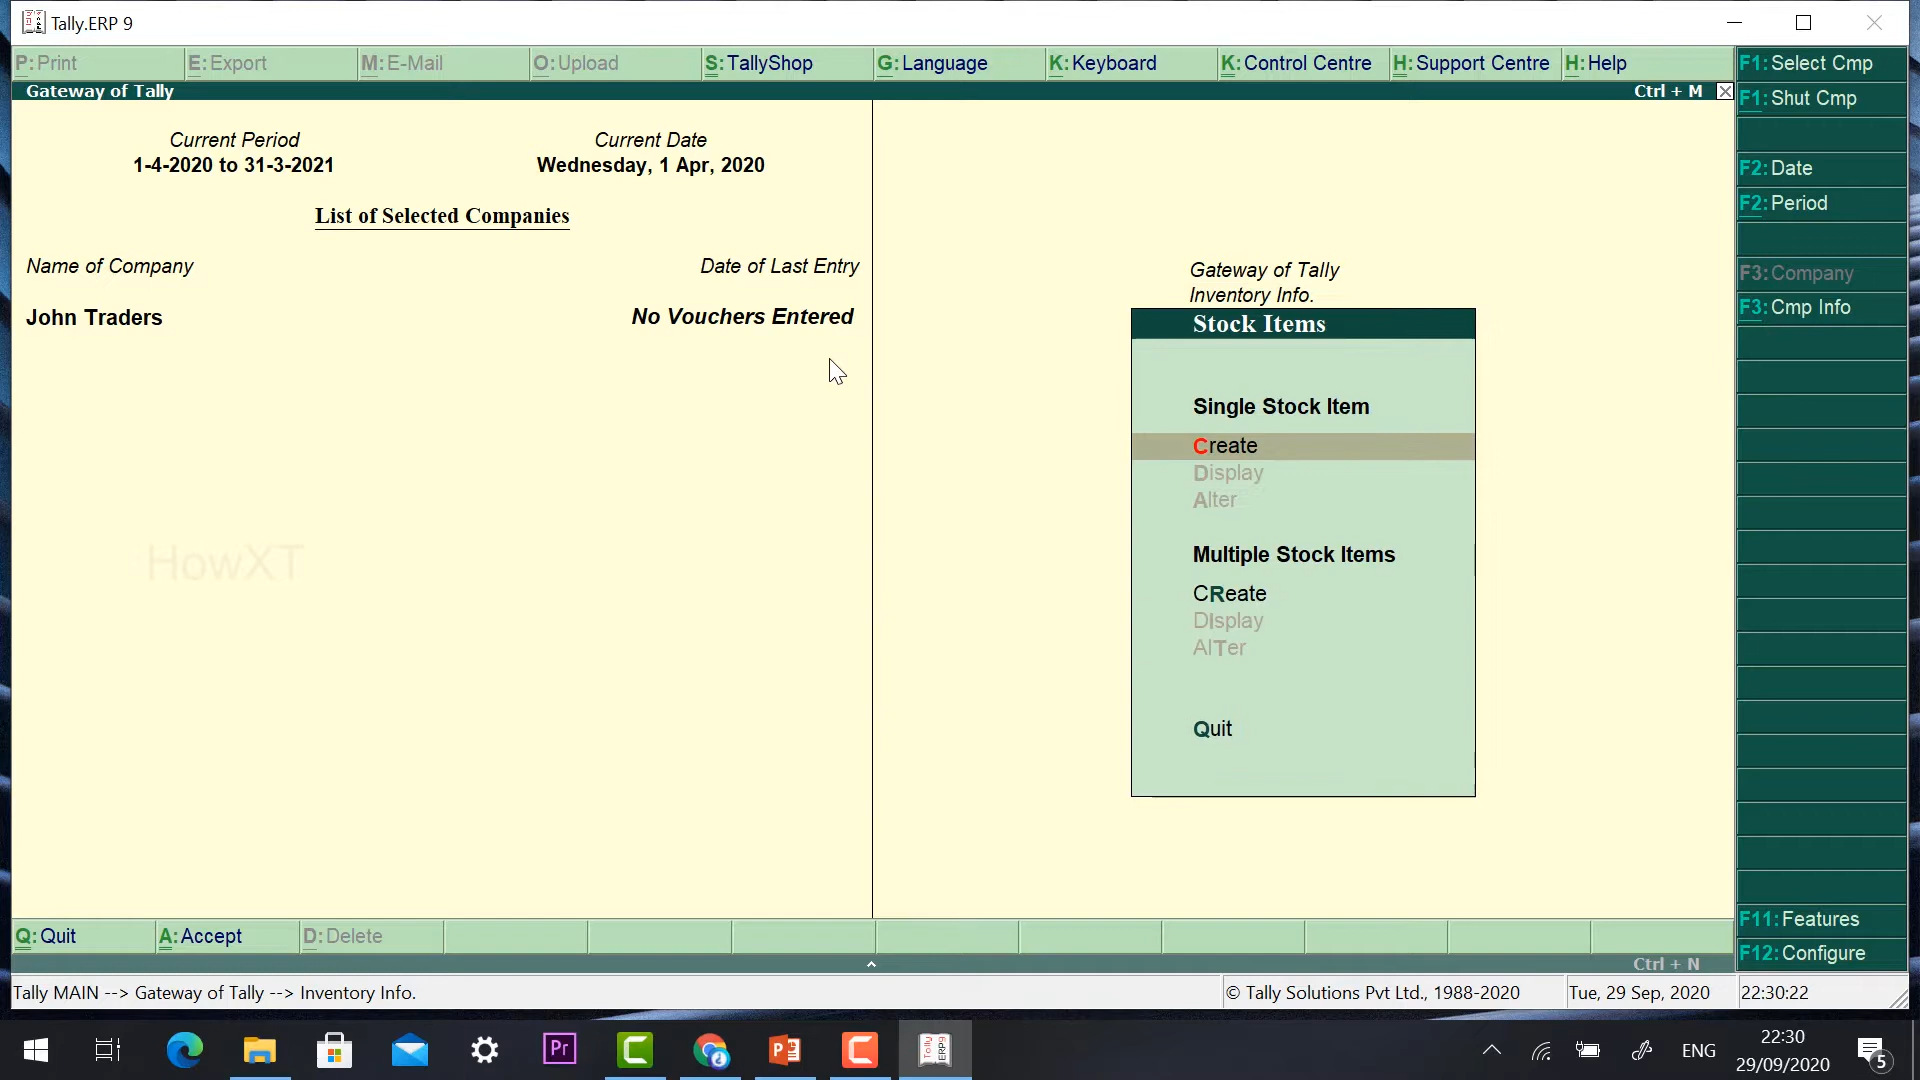 Tally.ERP 9
P: Print E: Export M: E-Mail O: Upload S: TallyShop G: Language K: Keyboard K: Control Centre H: Support Centre H: Help
Gateway of Tally Ctrl + M
Current Period Current Date
1-4-2020 to 31-3-2021 Wednesday, 1 Apr, 2020
List of Selected Companies
Name of Company Date of Last Entry
John Traders No Vouchers Entered
HowXT
Gateway of Tally
Inventory Info.
Stock Items
Single Stock Item
Create
Display
Alter
Multiple Stock Items
CReate
DIsplay
AlTer
Quit
F1: Select Cmp
F1: Shut Cmp
F2: Date
F2: Period
F3: Company
F3: Cmp Info
F11: Features
F12: Configure
Q: Quit A: Accept D: Delete
Ctrl + N
Tally MAIN --> Gateway of Tally --> Inventory Info. © Tally Solutions Pvt Ltd., 1988-2020 Tue, 29 Sep, 2020 22:30:22
Pr
Tally
ERP9
ENG
22:30
29/09/2020
5